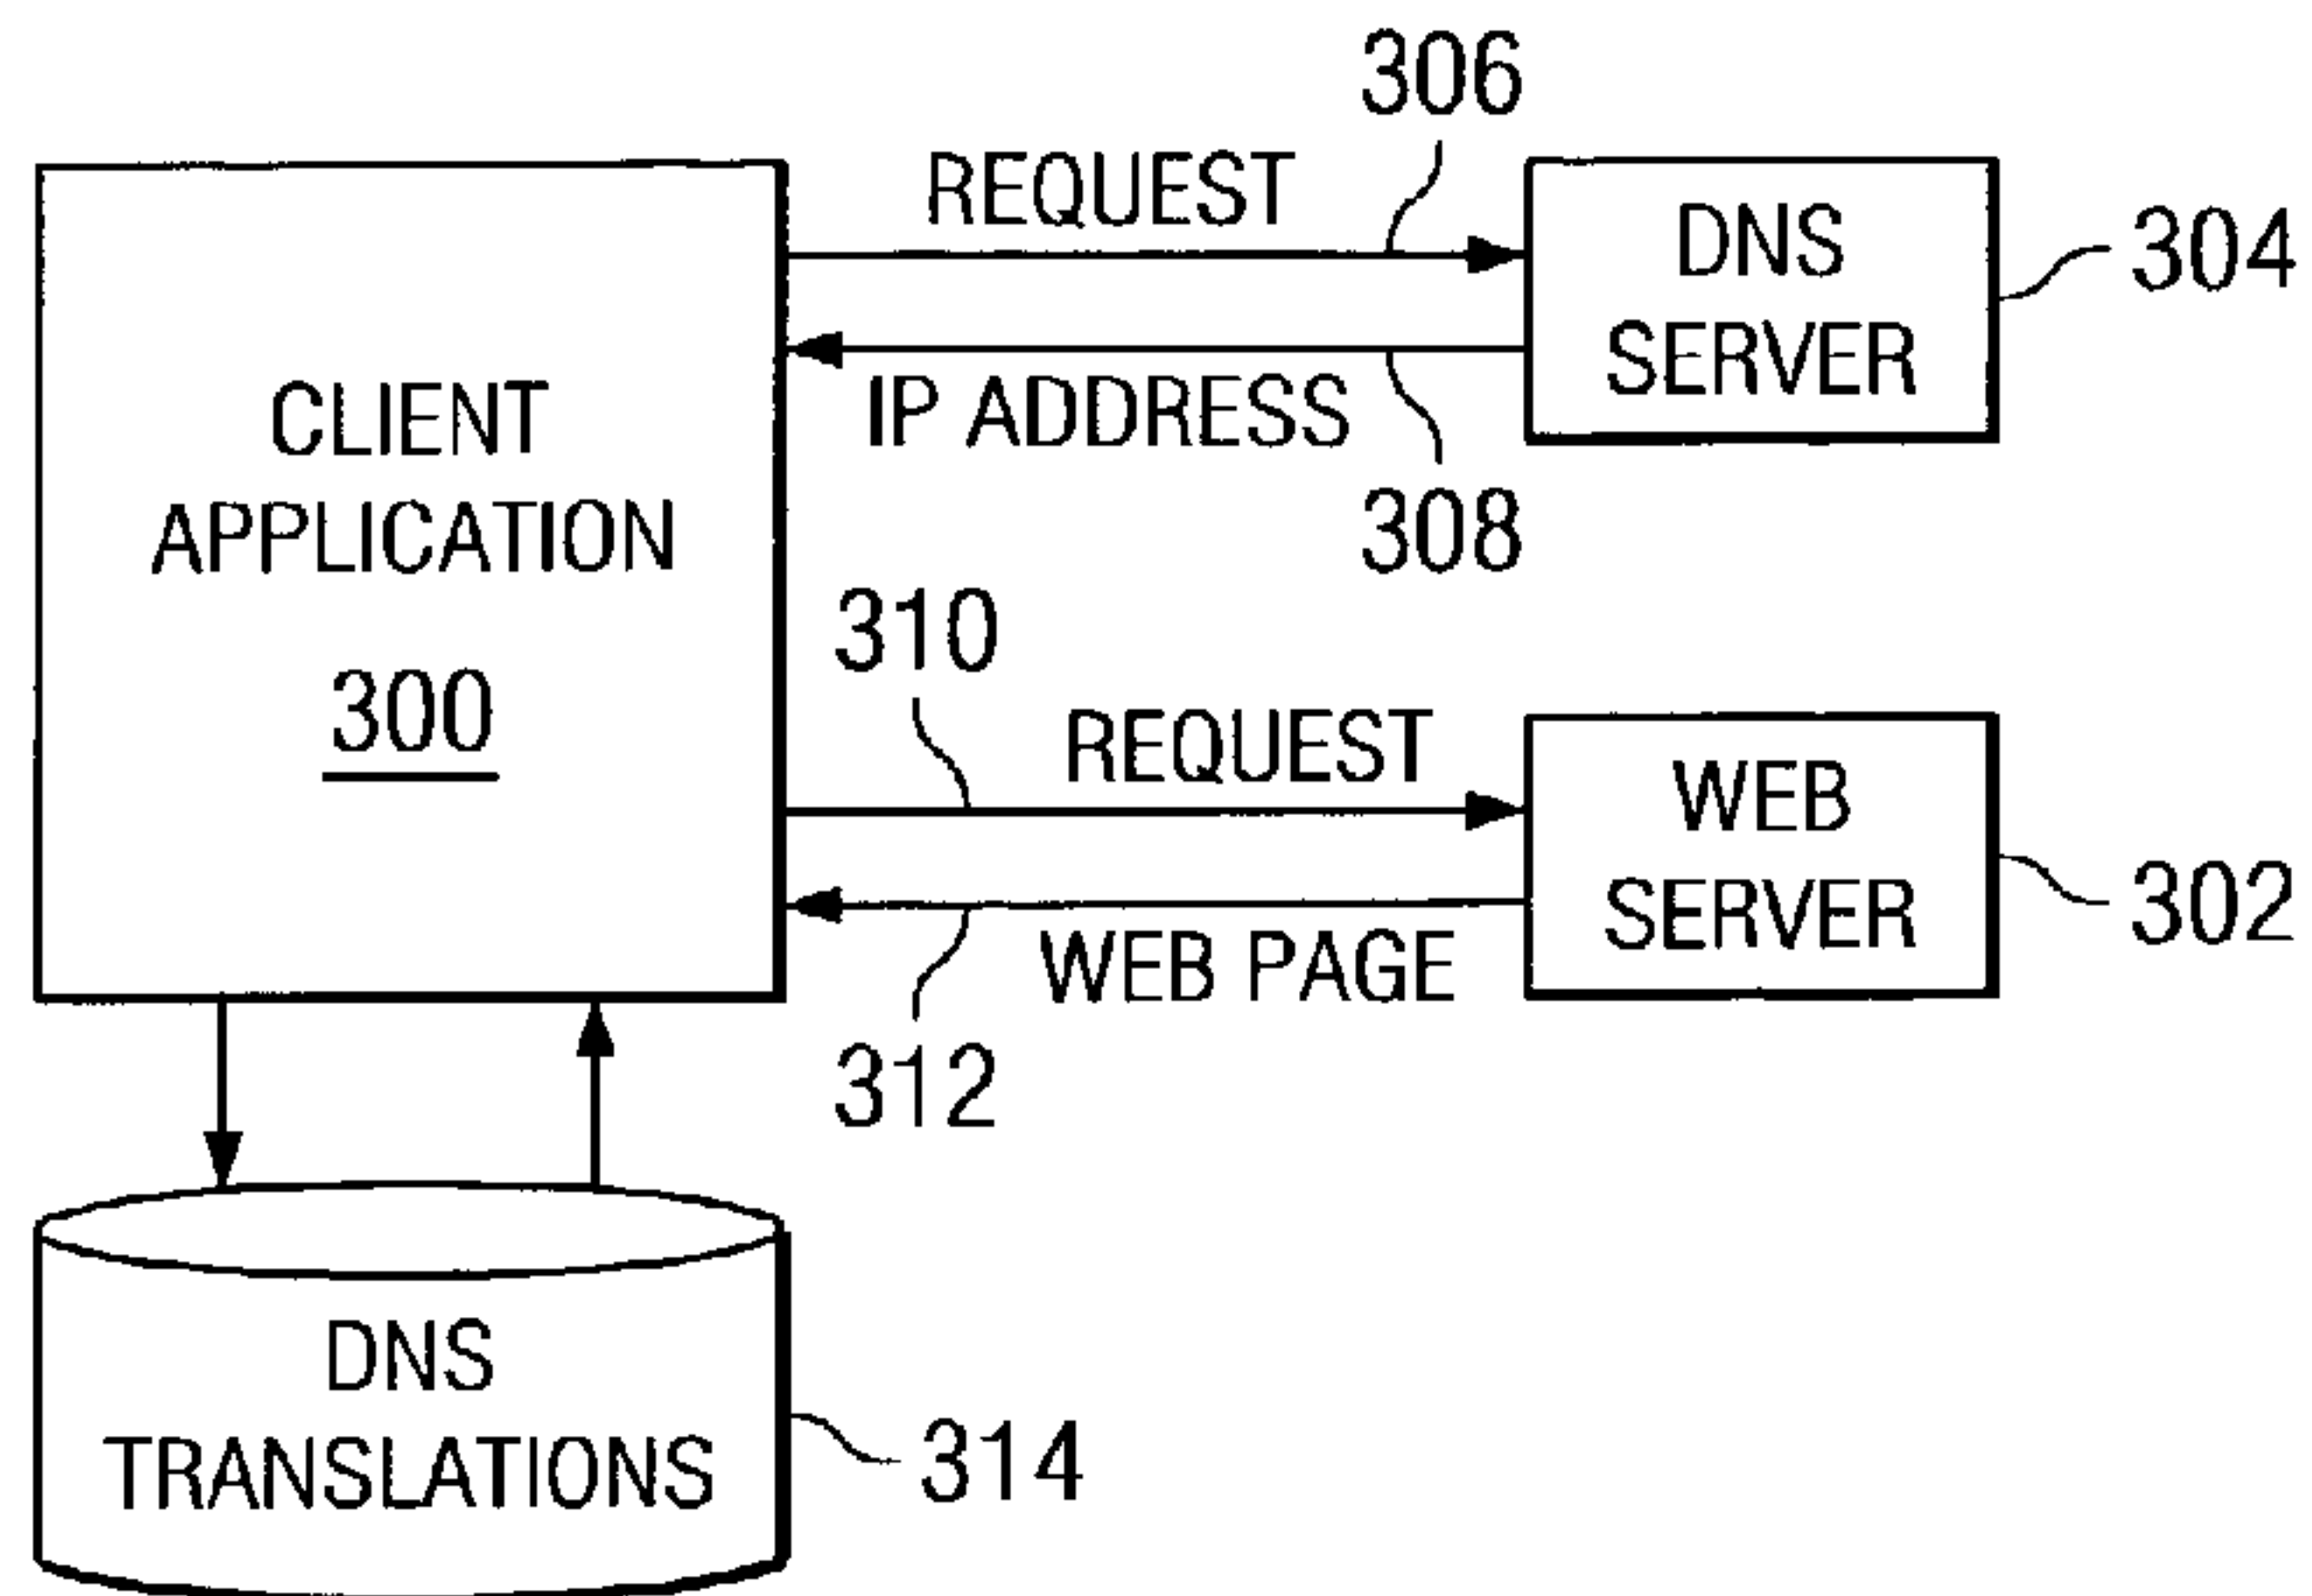 306
REQUEST
DNS
SERVER
304
IP ADDRESS
308
CLIENT
APPLICATION
300
310
REQUEST
WEB
SERVER
302
WEB PAGE
312
DNS
TRANSLATIONS
314